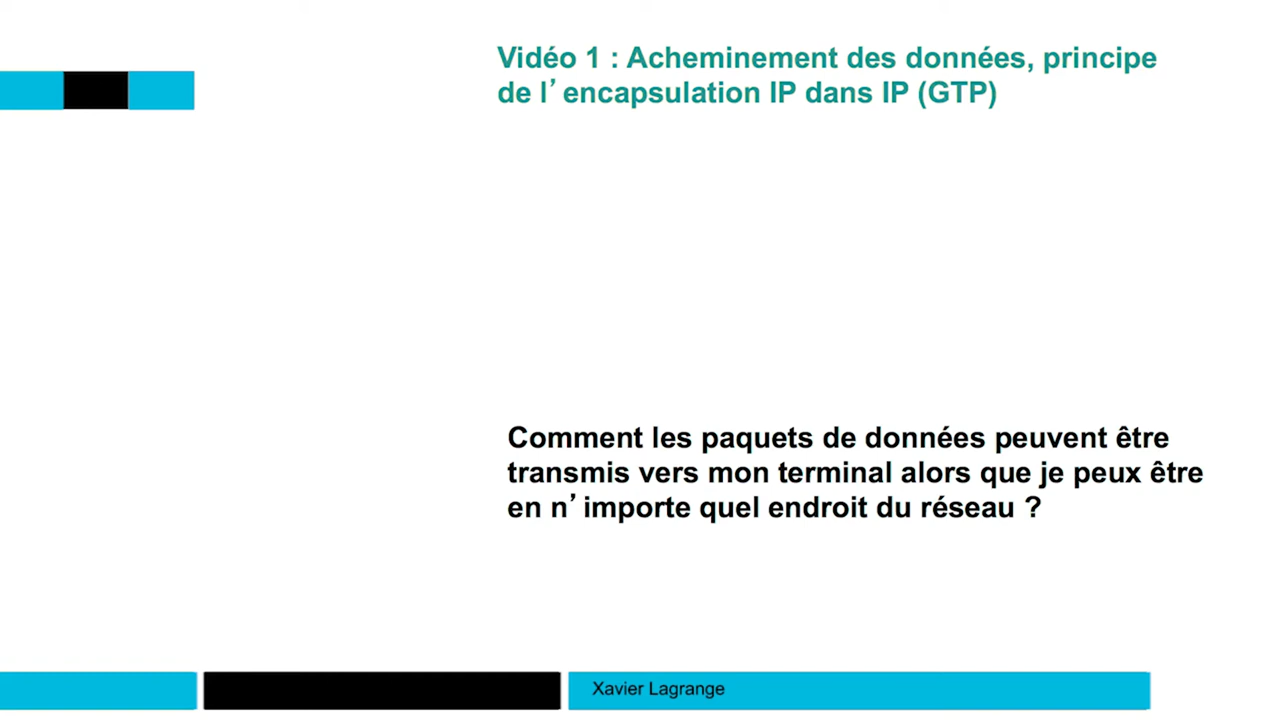 Vidéo 1 : Acheminement des données, principe
de l’encapsulation IP dans IP (GTP)
Comment les paquets de données peuvent être
transmis vers mon terminal alors que je peux être
en n’importe quel endroit du réseau ?
Xavier Lagrange